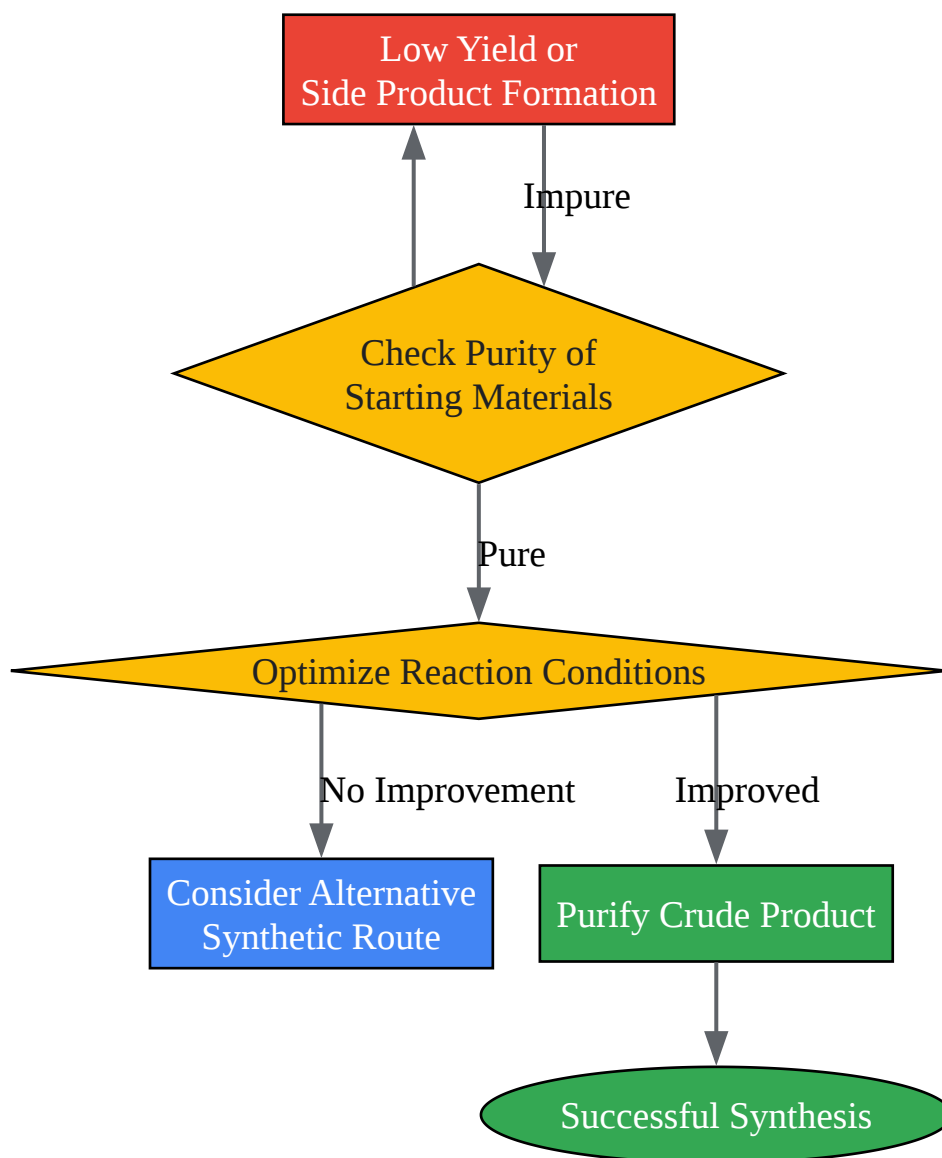 Low Yield or
Side Product Formation
Impure
Check Purity of
Starting Materials
Pure
Optimize Reaction Conditions
No Improvement
Improved
Consider Alternative
Synthetic Route
Purify Crude Product
Successful Synthesis